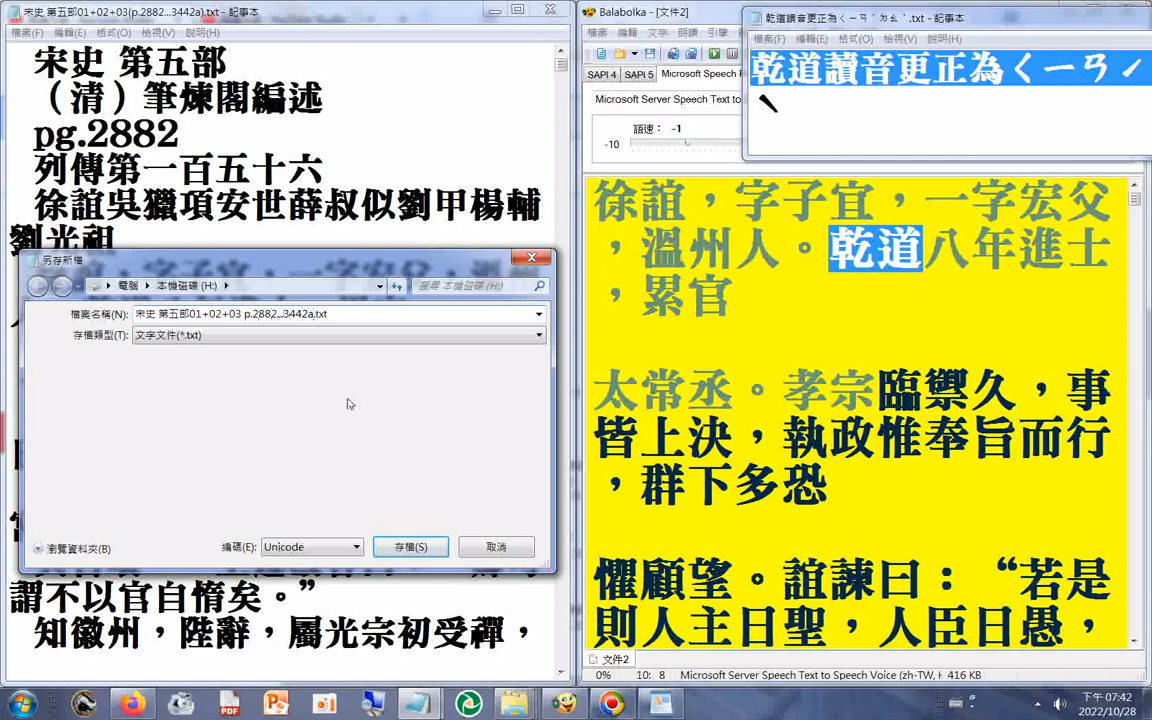 宋史 第五部01+02+03(p.2882...3442a).txt - 記事本
檔案(F) 編輯(E) 格式(O) 檢視(V) 說明(H)
宋史 第五部
（清）筆煉閣編述
pg.2882
列傳第一百五十六
徐誼吳獵項安世薛叔似劉甲楊輔
劉光祖
另存新檔
電腦 本機磁碟 (H:)
搜尋 本機磁碟 (H:)
檔案名稱(N): 宋史 第五部01+02+03 p.2882...3442a.txt
存檔類型(T): 文字文件(*.txt)
瀏覽資料夾(B) 編碼(E): Unicode 存檔(S) 取消
謂不以官自惰矣。”
知徽州，陛辭，屬光宗初受禪，
Balabolka - [文件2]
檔案 編輯 文字 朗讀 引擎
SAPI 4 SAPI 5 Microsoft Speech P
Microsoft Server Speech Text to
語速： -1
-10
乾道讀音更正為ㄑㄧㄢˊㄉㄠˋ.txt - 記事本
檔案(F) 編輯(E) 格式(O) 檢視(V) 說明(H)
乾道讀音更正為ㄑㄧㄢˊ
徐誼，字子宜，一字宏父
，溫州人。乾道八年進士
，累官
太常丞。孝宗臨禦久，事
皆上決，執政惟奉旨而行
，群下多恐
懼顧望。誼諫曰：“若是
則人主日聖，人臣日愚，
文件2
0% 10: 8 Microsoft Server Speech Text to Speech Voice (zh-TW, H 416 KB
下午 07:42
2022/10/28